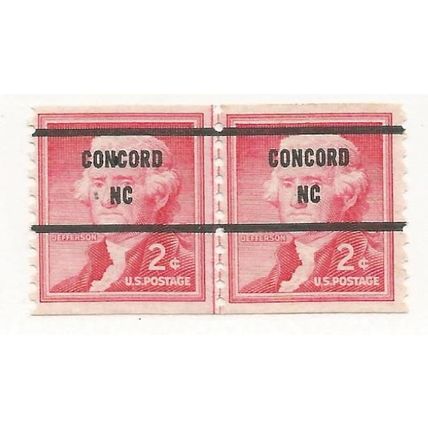 CONCORD
NC
JEFFERSON
2¢
U.S. POSTAGE
CONCORD
NC
JEFFERSON
2¢
U.S. POSTAGE